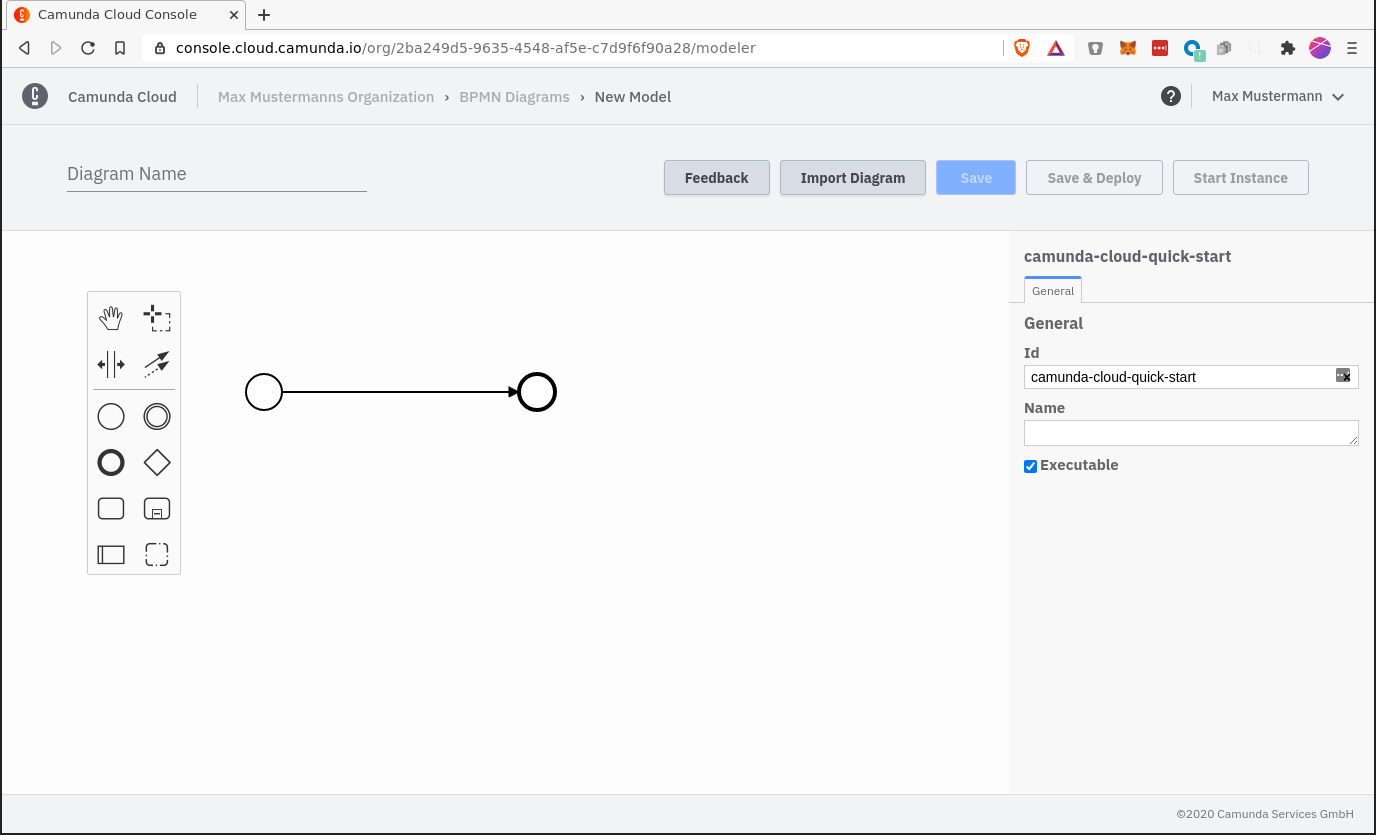 Camunda Cloud Console
console.cloud.camunda.io/org/2ba249d5-9635-4548-af5e-c7d9f6f90a28/modeler
Camunda Cloud Max Mustermanns Organization › BPMN Diagrams › New Model ? Max Mustermann
Diagram Name Feedback Import Diagram Save Save & Deploy Start Instance
camunda-cloud-quick-start
General
General
Id
camunda-cloud-quick-start
Name
Executable
©2020 Camunda Services GmbH